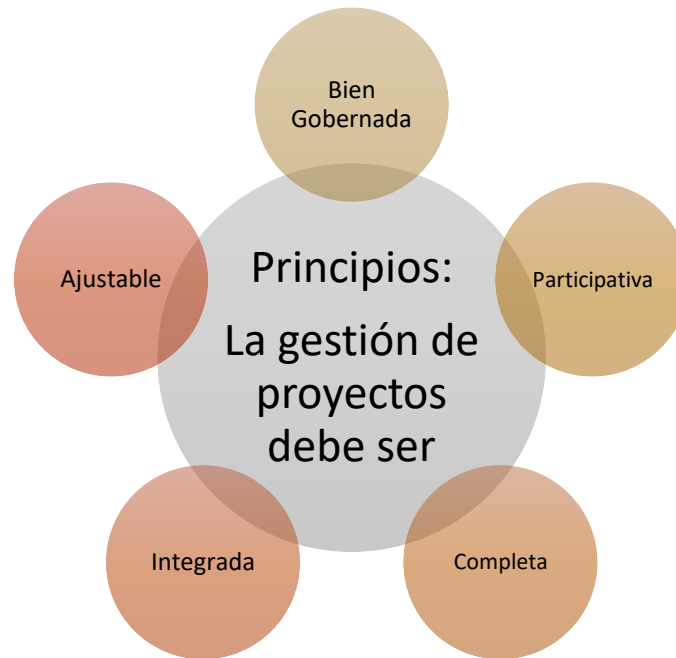 Bien
Gobernada
Participativa
Completa
Integrada
Ajustable
Principios:
La gestión de
proyectos
debe ser